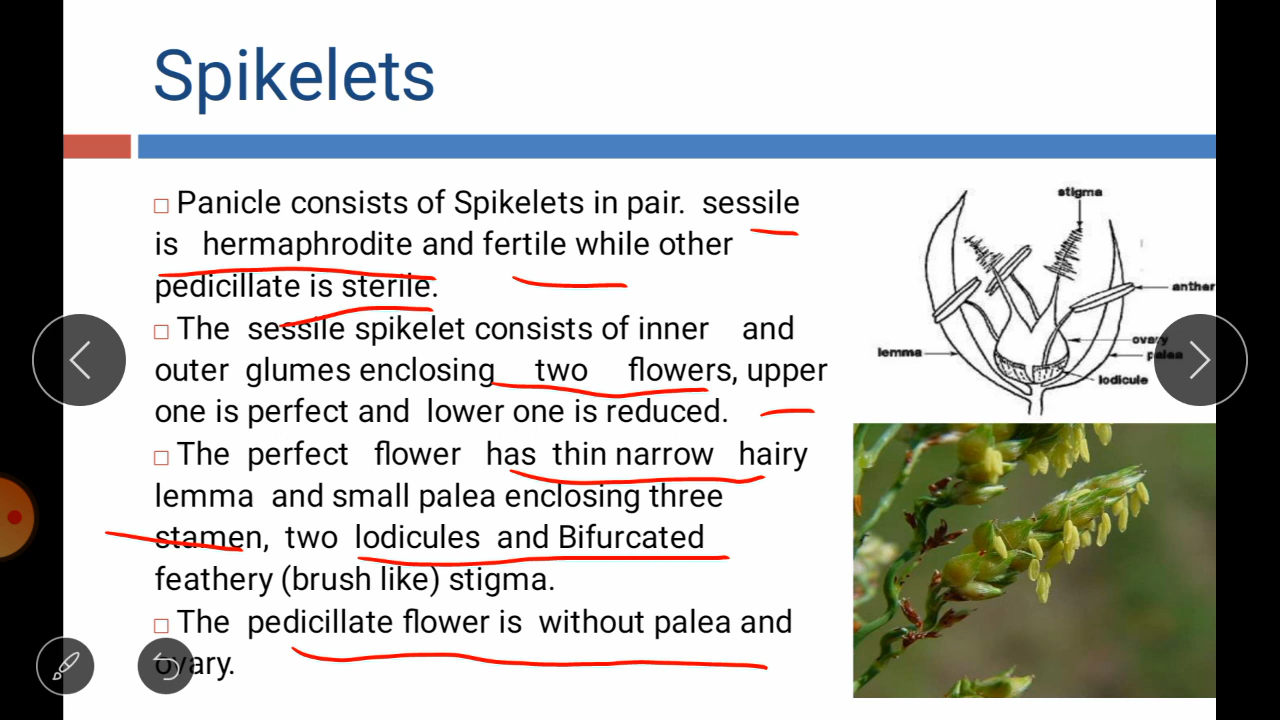 Spikelets
□ Panicle consists of Spikelets in pair. sessile
is hermaphrodite and fertile while other
pedicillate is sterile.
□ The sessile spikelet consists of inner and
outer glumes enclosing two flowers, upper
one is perfect and lower one is reduced.
□ The perfect flower has thin narrow hairy
lemma and small palea enclosing three
stamen, two lodicules and Bifurcated
feathery (brush like) stigma.
□ The pedicillate flower is without palea and
ovary.
stigma
anther
ovary
lemma
palea
lodicule